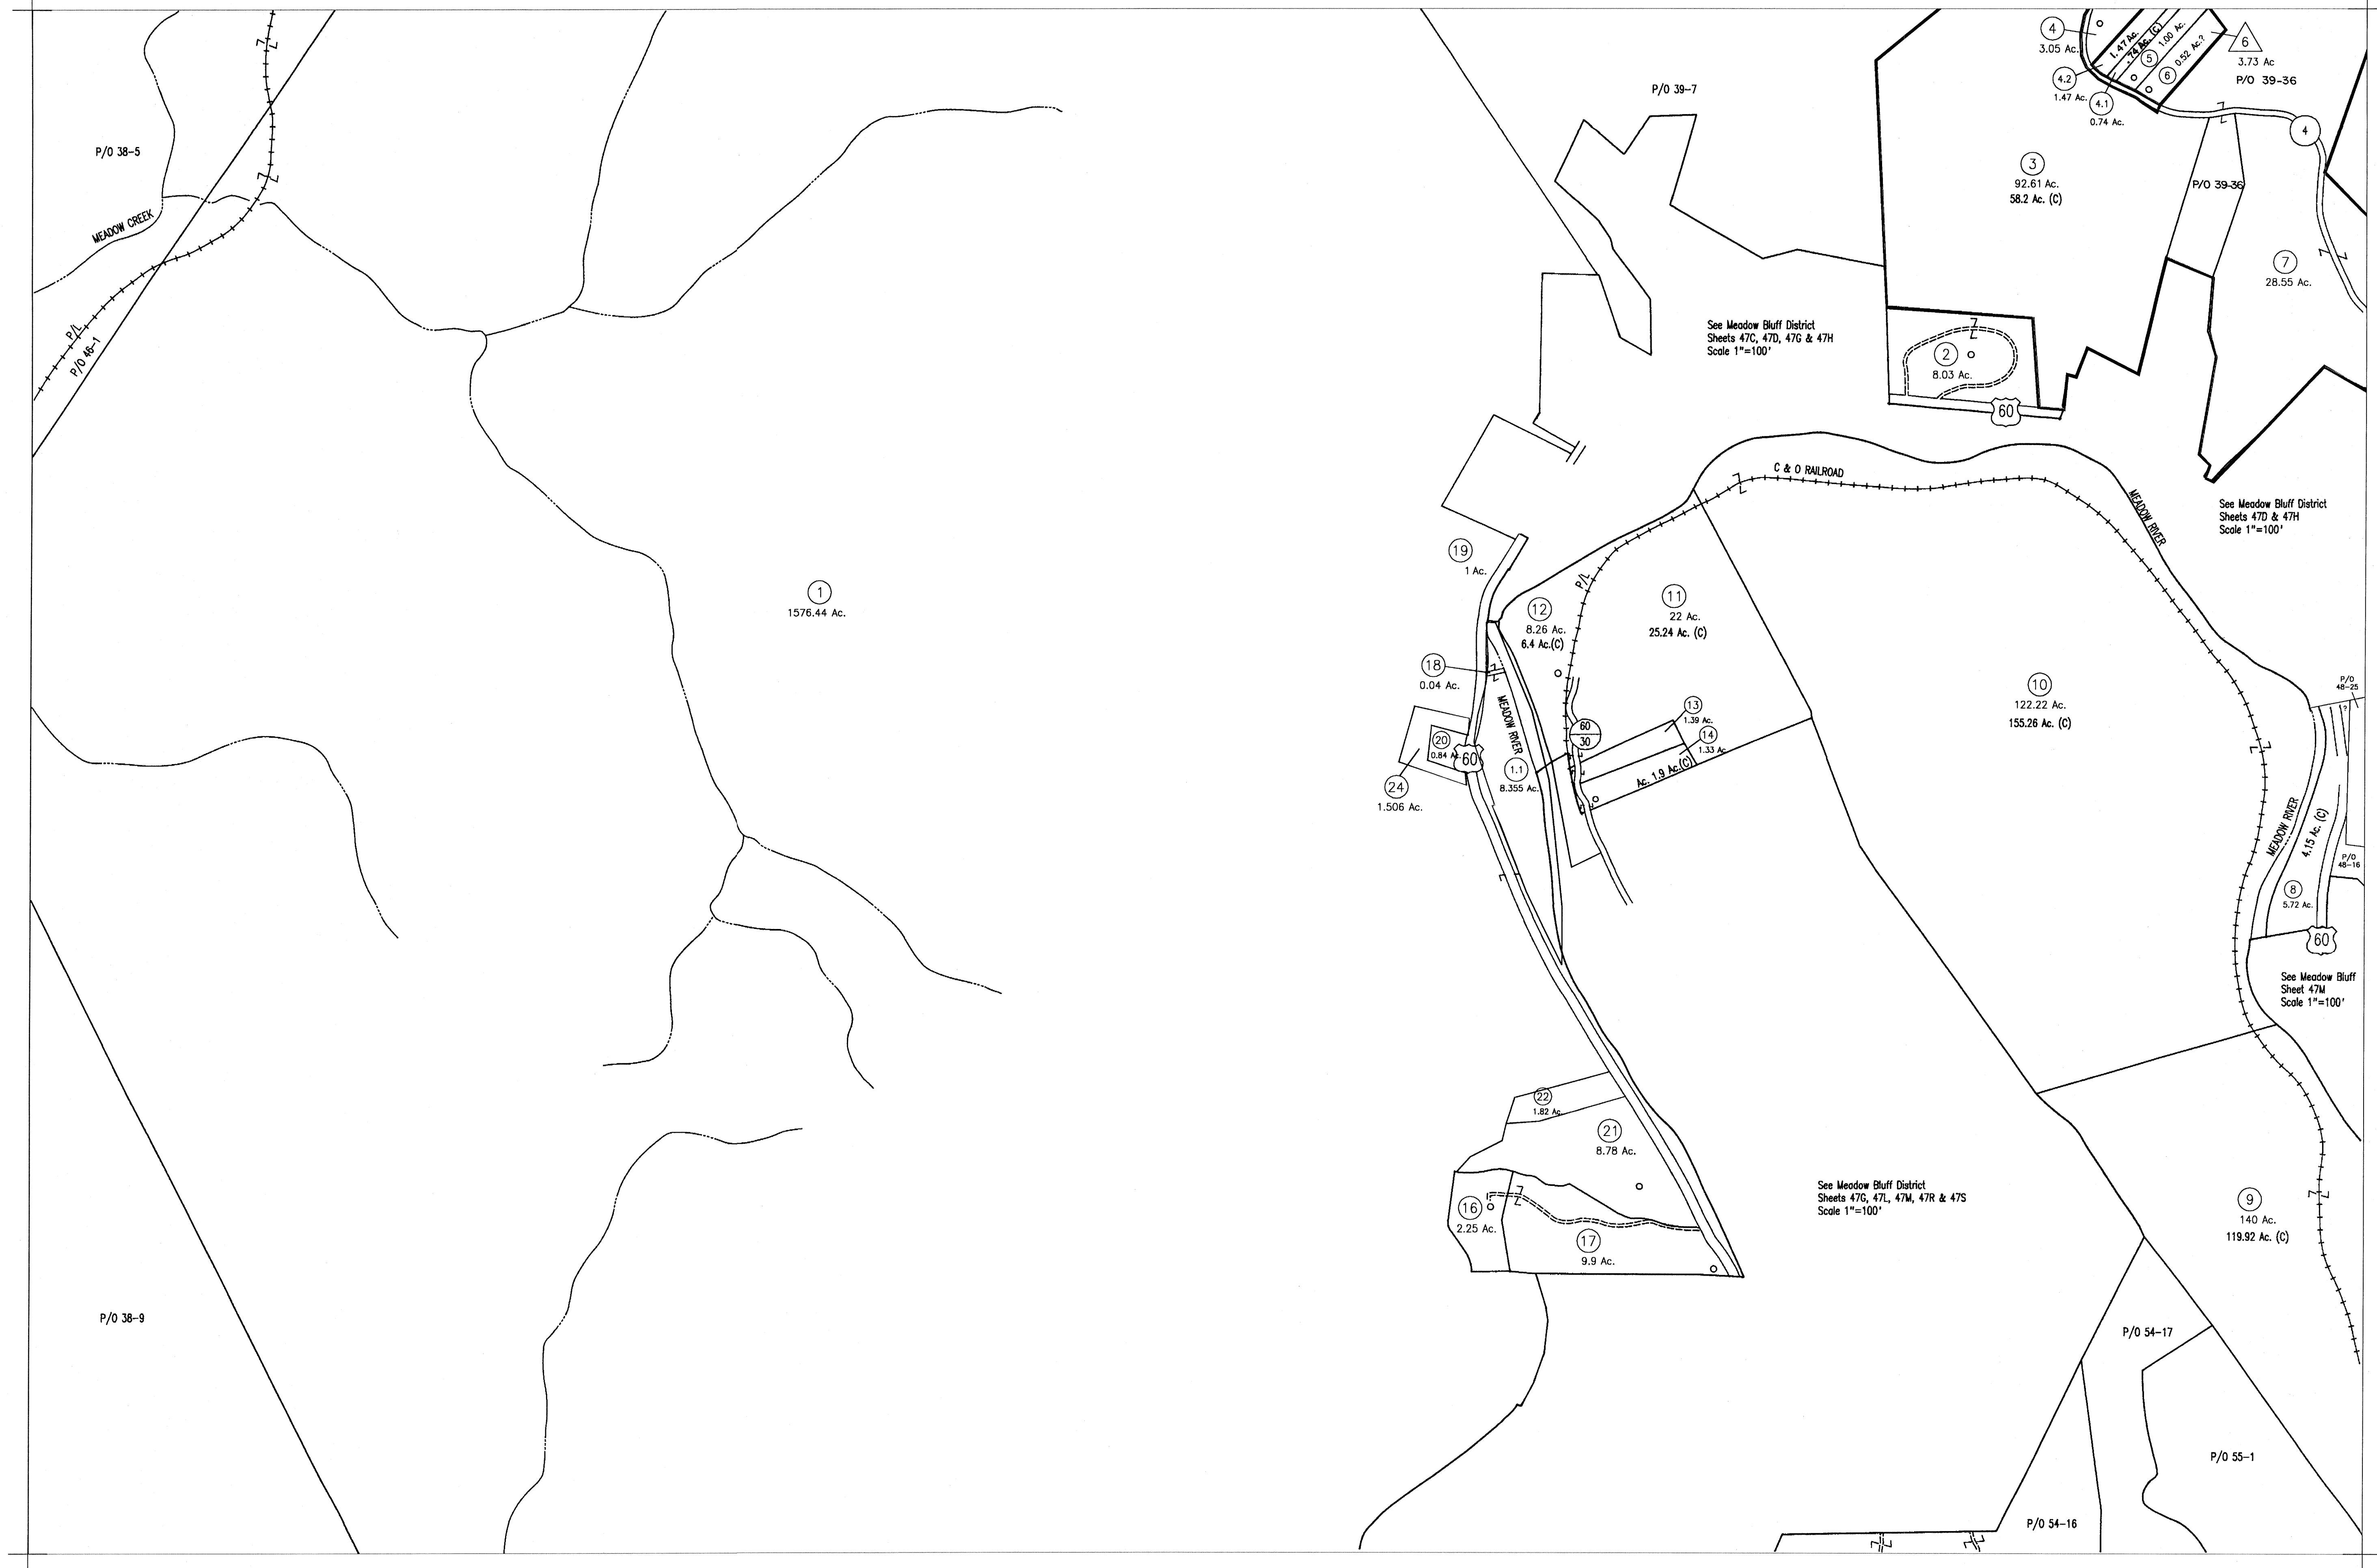 P/O 38-5
MEADOW CREEK
P/L
P/O 46-1
1
1576.44 Ac.
P/O 38-9
P/O 39-7
4
3.05 Ac.
4.2
1.47 Ac.
4.1
0.74 Ac.
1.47 Ac.
.74 Ac. (C)
5
1.00 Ac.
6
0.52 Ac.?
6
3.73 Ac
P/O 39-36
4
3
92.61 Ac.
58.2 Ac. (C)
P/O 39-36
7
28.55 Ac.
See Meadow Bluff District
Sheets 47C, 47D, 47G & 47H
Scale 1"=100'
2
8.03 Ac.
60
C & O RAILROAD
MEADOW RIVER
See Meadow Bluff District
Sheets 47D & 47H
Scale 1"=100'
19
1 Ac.
P/L
12
8.26 Ac.
6.4 Ac.(C)
11
22 Ac.
25.24 Ac. (C)
18
0.04 Ac.
MEADOW RIVER
10
122.22 Ac.
155.26 Ac. (C)
P/O
48-25
?
13
1.39 Ac.
60
30
14
1.33 Ac
Ac. 1.9 Ac.(C)
20
0.84 Ac.
60
1.1
8.355 Ac.
24
1.506 Ac.
MEADOW RIVER
4.15 Ac. (C)
P/O
48-16
8
5.72 Ac.
60
See Meadow Bluff
Sheet 47M
Scale 1"=100'
22
1.82 Ac.
21
8.78 Ac.
16
2.25 Ac.
17
9.9 Ac.
See Meadow Bluff District
Sheets 47G, 47L, 47M, 47R & 47S
Scale 1"=100'
9
140 Ac.
119.92 Ac. (C)
P/O 54-17
P/O 55-1
P/O 54-16